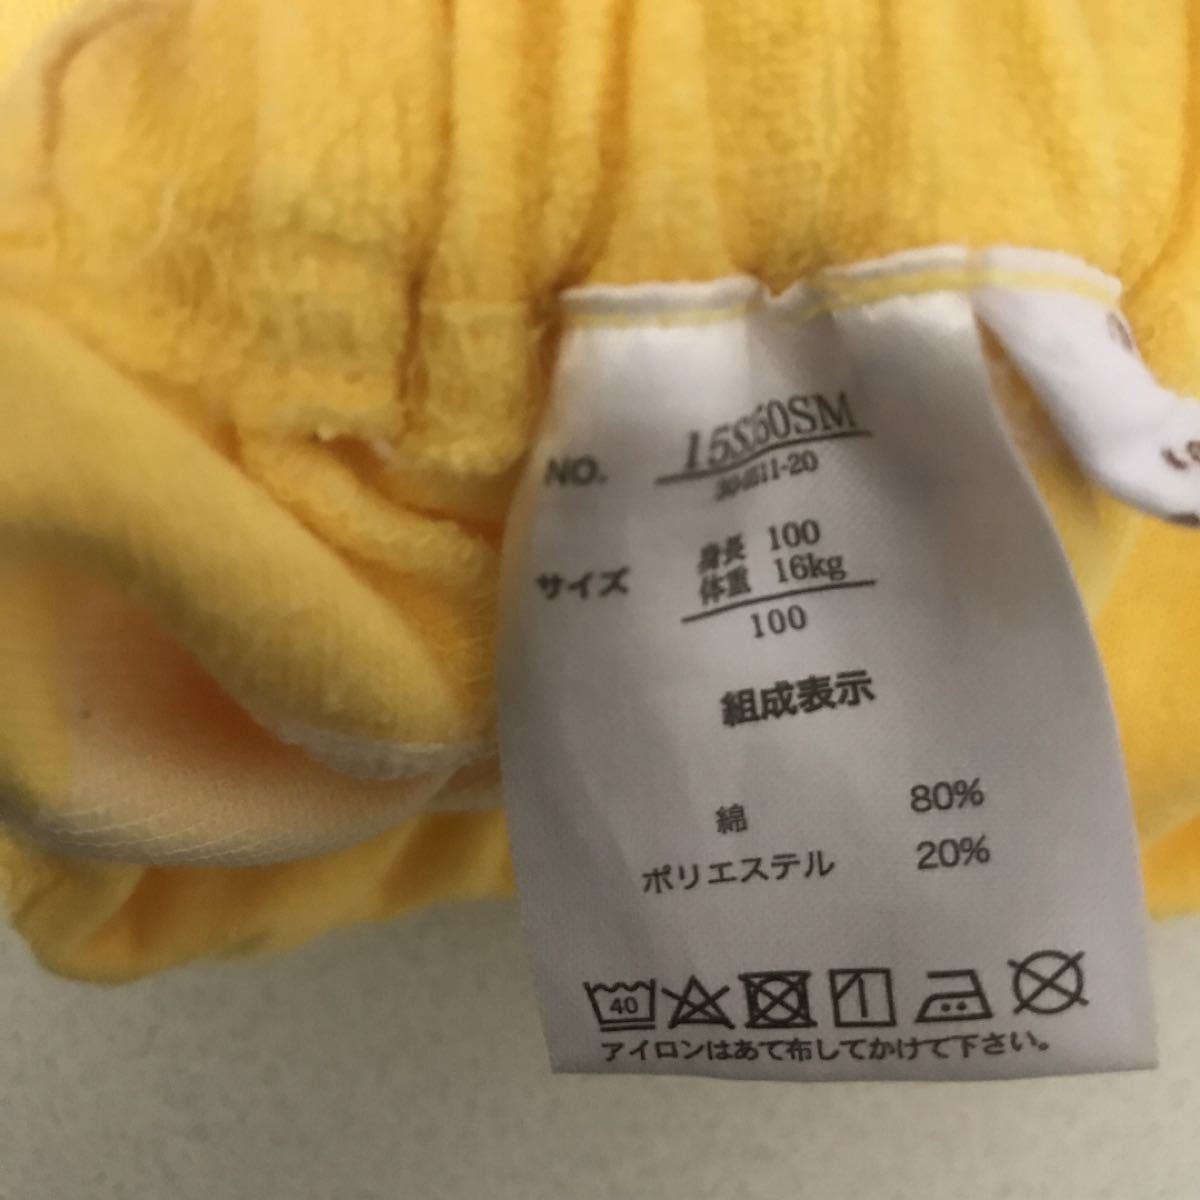 NO. 15S60SM
11-20
サイズ 身長 100
体重 16kg
100
組成表示
綿 80%
ポリエステル 20%
40
アイロンはあて布してかけて下さい。